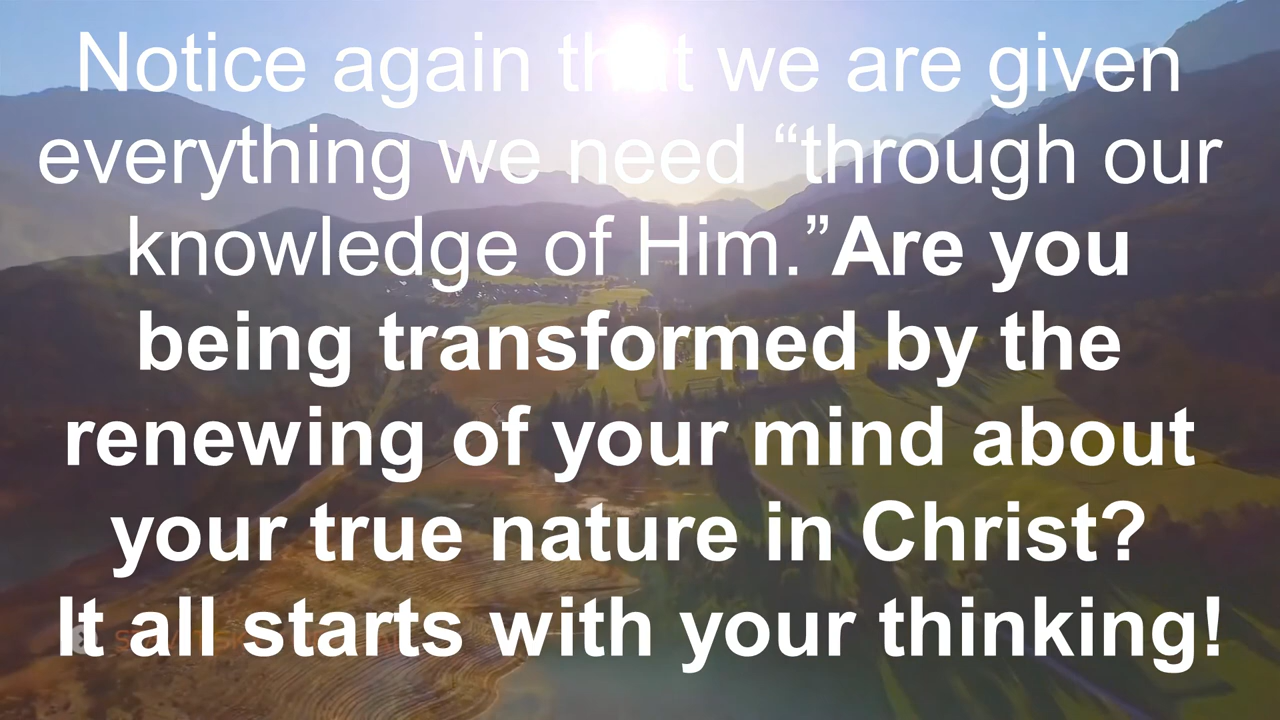 Notice again that we are given
everything we need “through our
knowledge of Him.”Are you
being transformed by the
renewing of your mind about
your true nature in Christ?
It all starts with your thinking!